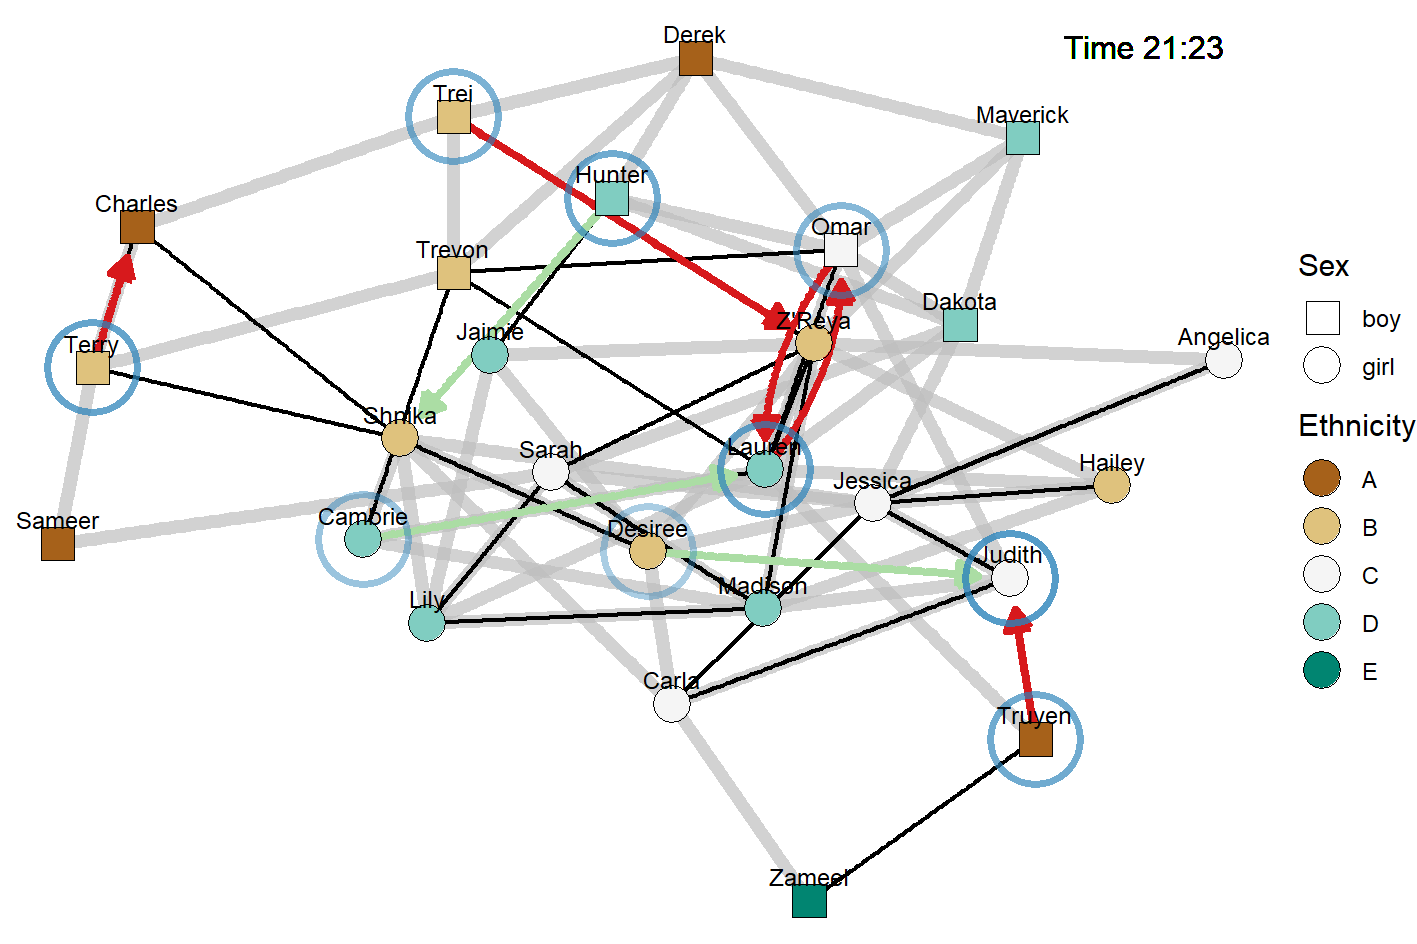 Derek
Time 21:23
Trei
Maverick
Hunter
Charles
Omar
Trevon
Dakota
Z'Reya
Jaimie
Angelica
Terry
Shnika
Sarah
Lauren
Jessica
Hailey
Sameer
Cambrie
Desiree
Judith
Madison
Lily
Carla
Truyen
Zameel
Sex
boy
girl
Ethnicity
A
B
C
D
E